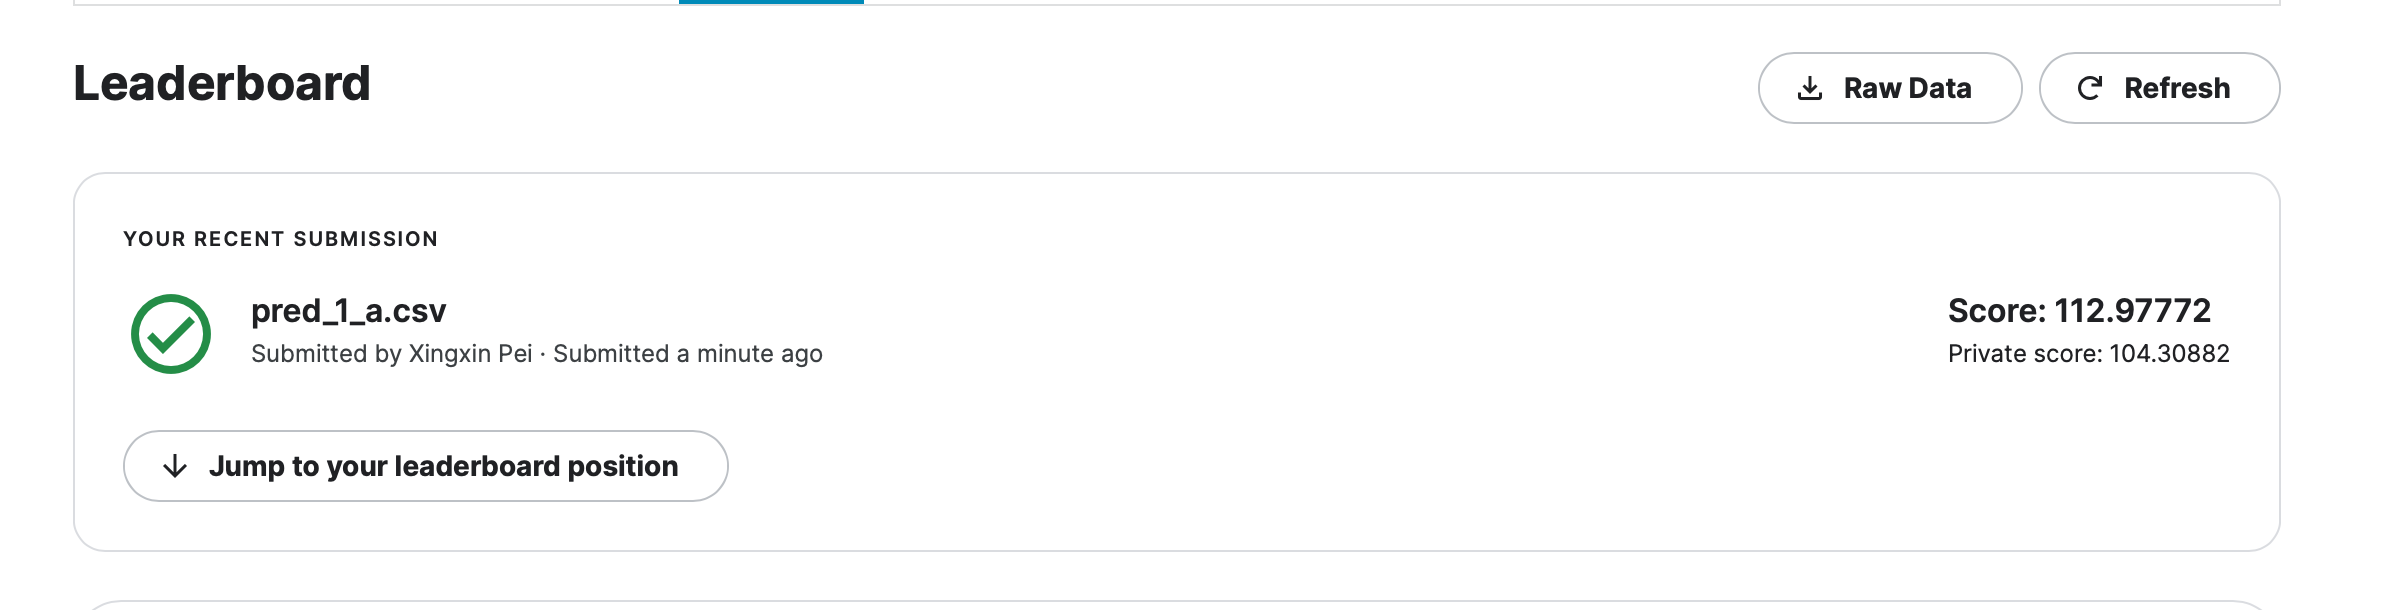 Leaderboard
Raw Data
Refresh
YOUR RECENT SUBMISSION
pred_1_a.csv
Submitted by Xingxin Pei · Submitted a minute ago
Score: 112.97772
Private score: 104.30882
Jump to your leaderboard position